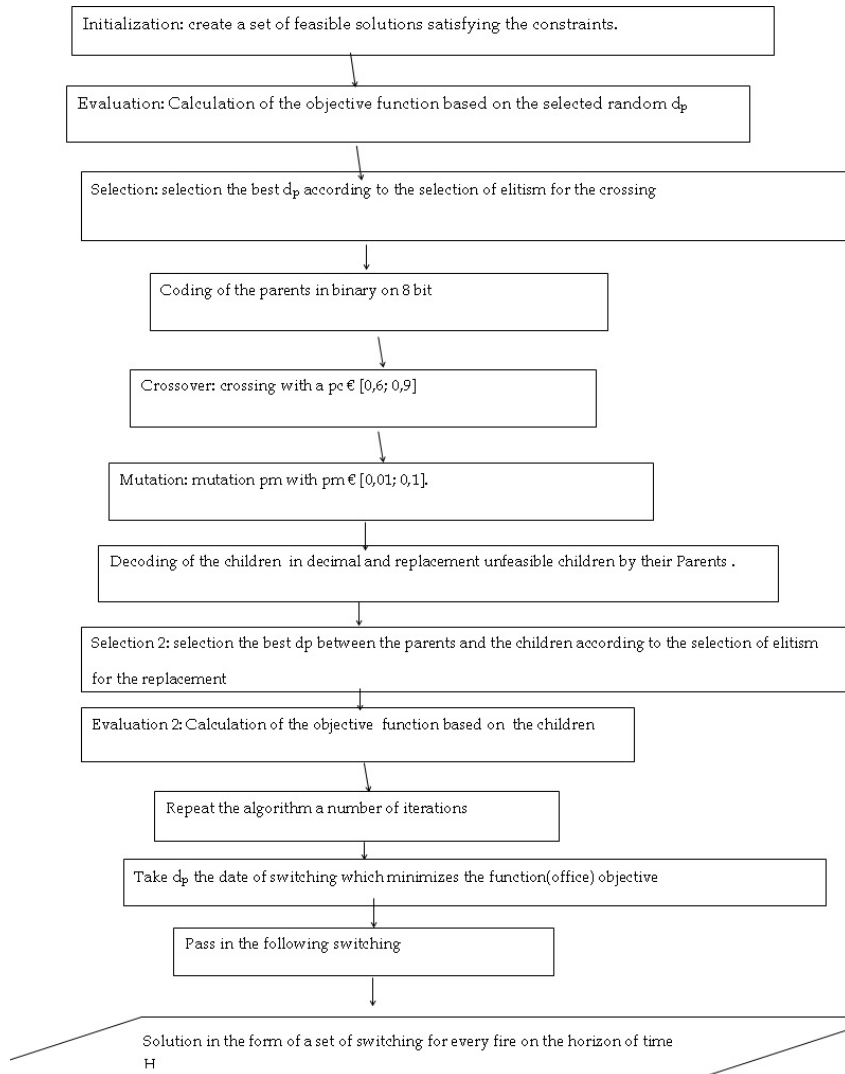 Initialization: create a set of feasible solutions satisfying the constraints.
Evaluation: Calculation of the objective function based on the selected random dp
Selection: selection the best dp according to the selection of elitism for the crossing
Coding of the parents in binary on 8 bit
Crossover: crossing with a pc € [0,6; 0,9]
Mutation: mutation pm with pm € [0,01; 0,1].
Decoding of the children in decimal and replacement unfeasible children by their Parents .
Selection 2: selection the best dp between the parents and the children according to the selection of elitism
for the replacement
Evaluation 2: Calculation of the objective function based on the children
Repeat the algorithm a number of iterations
Take dp the date of switching which minimizes the function(office) objective
Pass in the following switching
Solution in the form of a set of switching for every fire on the horizon of time
H